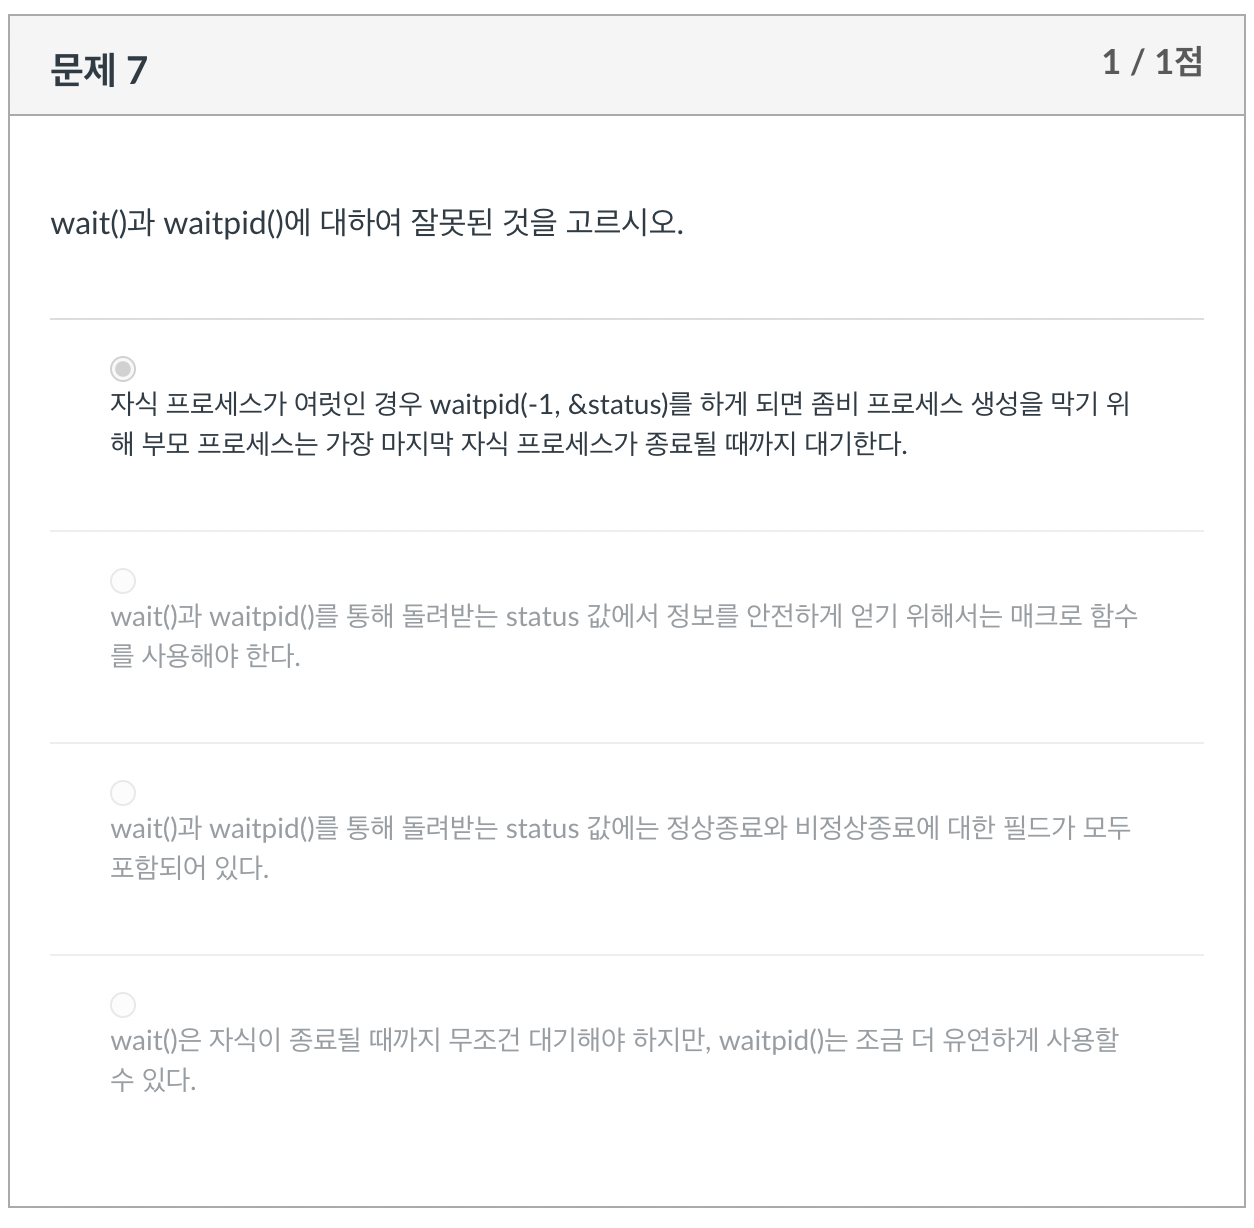 문제 7
1 / 1점
wait()과 waitpid()에 대하여 잘못된 것을 고르시오.
자식 프로세스가 여럿인 경우 waitpid(-1, &status)를 하게 되면 좀비 프로세스 생성을 막기 위
해 부모 프로세스는 가장 마지막 자식 프로세스가 종료될 때까지 대기한다.
wait()과 waitpid()를 통해 돌려받는 status 값에서 정보를 안전하게 얻기 위해서는 매크로 함수
를 사용해야 한다.
wait()과 waitpid()를 통해 돌려받는 status 값에는 정상종료와 비정상종료에 대한 필드가 모두
포함되어 있다.
wait()은 자식이 종료될 때까지 무조건 대기해야 하지만, waitpid()는 조금 더 유연하게 사용할
수 있다.